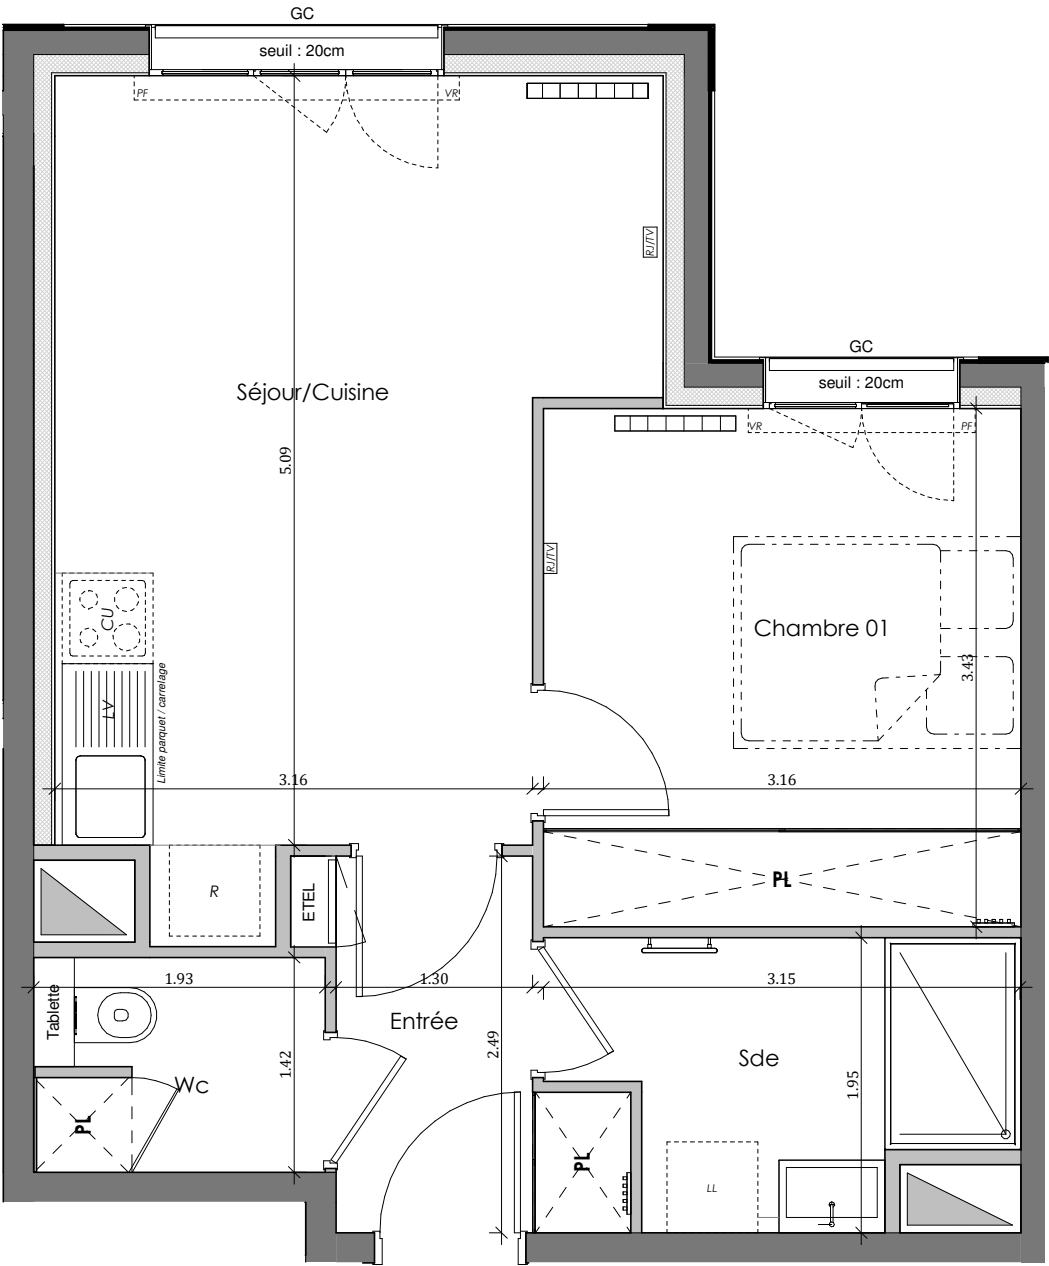 GC
seuil : 20cm
PF
VR
RJ/TV
GC
seuil : 20cm
Séjour/Cuisine
VR
PF
5.09
RJ/TV
CU
Chambre 01
3.43
LV
Limite parquet / carrelage
3.16
3.16
R
ETEL
PL
1.93
1.30
3.15
Tablette
Entrée
2.49
1.42
Sde
Wc
1.95
PL
PL
LL